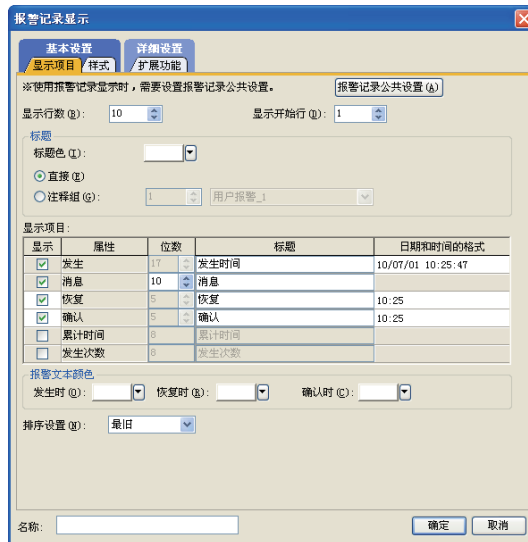 报警记录显示
基本设置 详细设置
显示项目 样式 扩展功能
※使用报警记录显示时，需要设置报警记录公共设置。 报警记录公共设置(A)
显示行数(B): 10 显示开始行(D): 1
标题
标题色(I):
直接(E)
注释组(G): 1 用户报警_1
显示项目:
显示 属性 位数 标题 日期和时间的格式
发生 17 发生时间 10/07/01 10:25:47
消息 10 消息
恢复 5 恢复 10:25
确认 5 确认 10:25
累计时间 8 累计时间
发生次数 8 发生次数
报警文本颜色
发生时(O): 恢复时(R): 确认时(C):
排序设置(N): 最旧
名称:
确定 取消